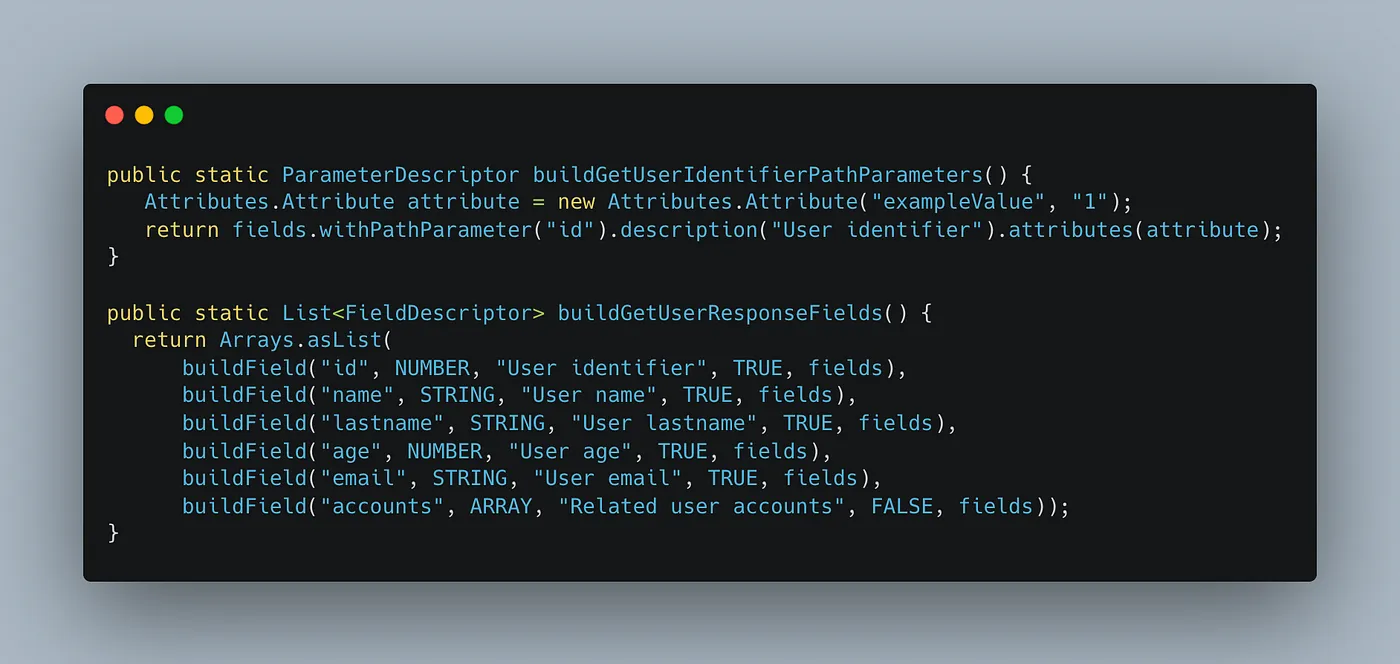 public static ParameterDescriptor buildGetUserIdentifierPathParameters() {
   Attributes.Attribute attribute = new Attributes.Attribute("exampleValue", "1");
   return fields.withPathParameter("id").description("User identifier").attributes(attribute);
}

public static List<FieldDescriptor> buildGetUserResponseFields() {
  return Arrays.asList(
      buildField("id", NUMBER, "User identifier", TRUE, fields),
      buildField("name", STRING, "User name", TRUE, fields),
      buildField("lastname", STRING, "User lastname", TRUE, fields),
      buildField("age", NUMBER, "User age", TRUE, fields),
      buildField("email", STRING, "User email", TRUE, fields),
      buildField("accounts", ARRAY, "Related user accounts", FALSE, fields));
}